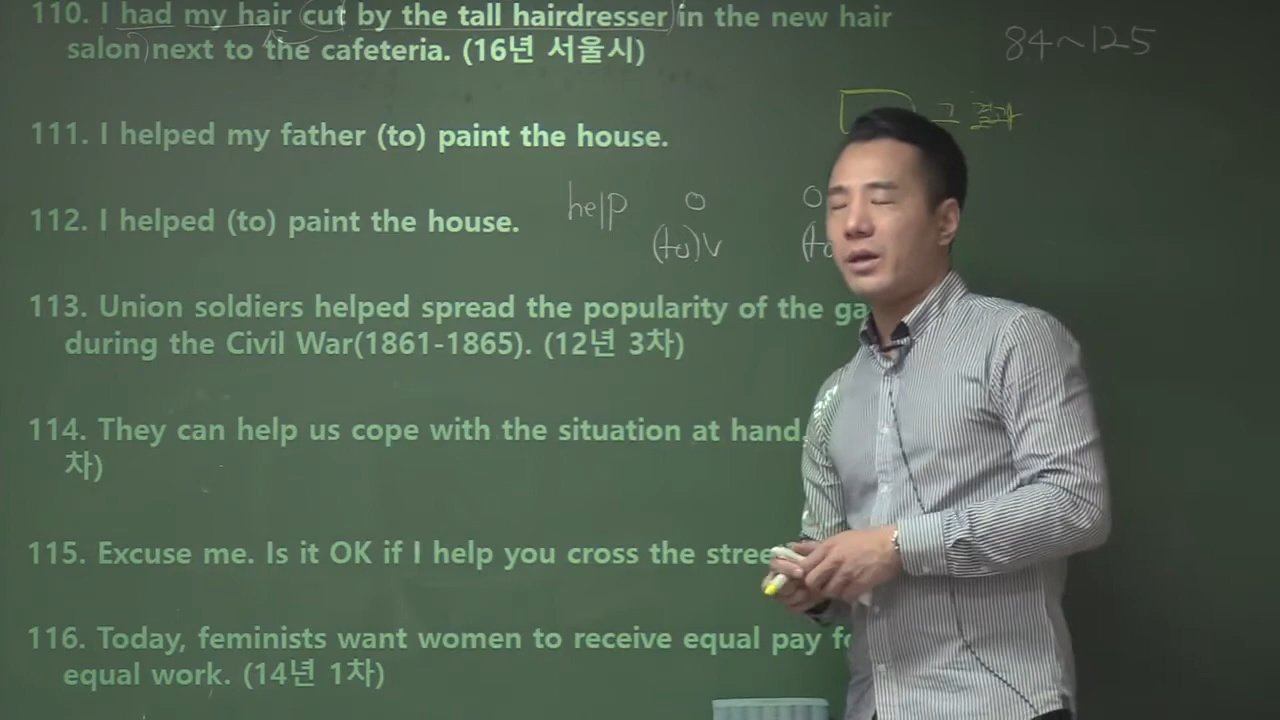 110. I had my hair cut by the tall hairdresser in the new hair
salon next to the cafeteria. (16년 서울시)
84~125
그 결과
111. I helped my father (to) paint the house.
help O O
112. I helped (to) paint the house.
(to)V (to
113. Union soldiers helped spread the popularity of the ga
during the Civil War(1861-1865). (12년 3차)
114. They can help us cope with the situation at hand.
차)
115. Excuse me. Is it OK if I help you cross the stree
116. Today, feminists want women to receive equal pay fo
equal work. (14년 1차)